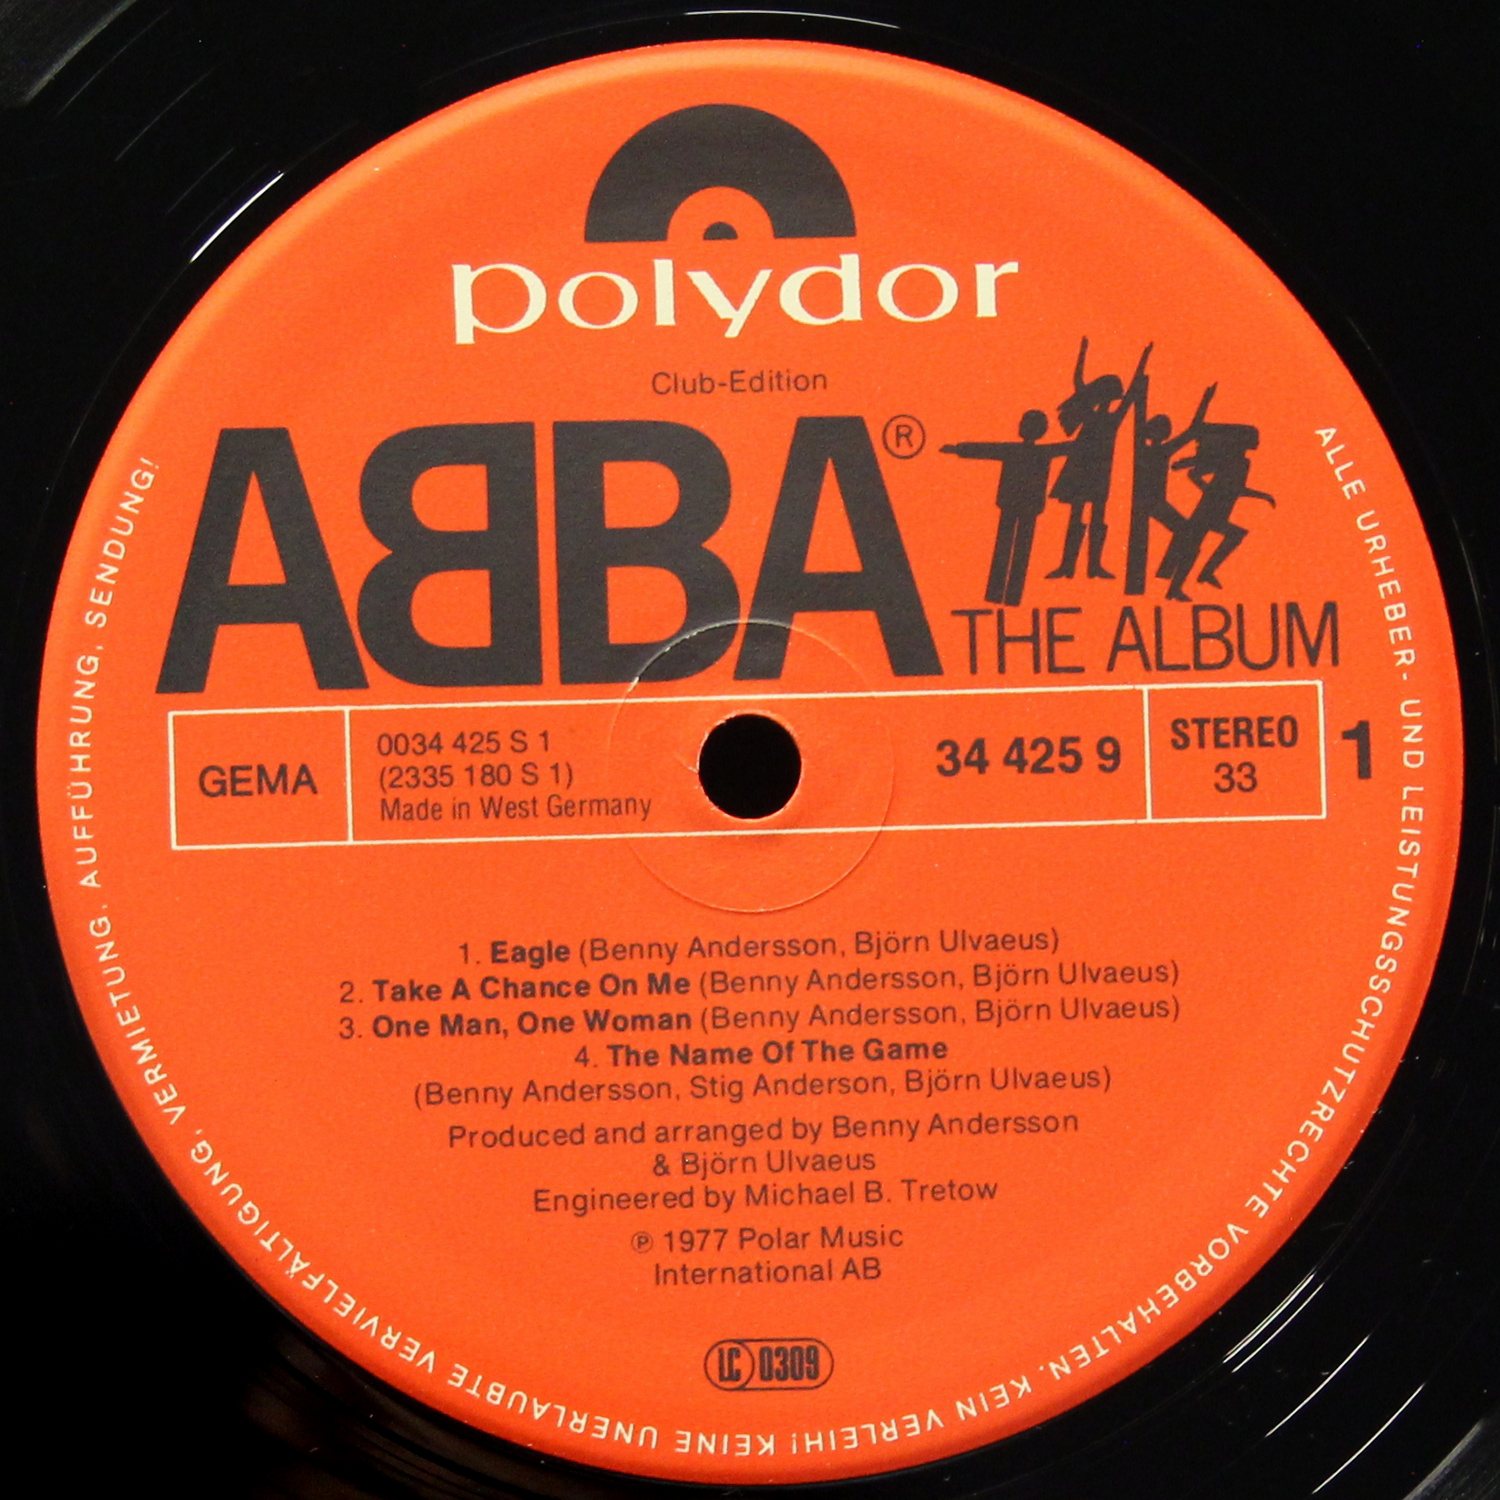 polydor
Club-Edition
ABBA®
THE ALBUM
GEMA
0034 425 S 1
(2335 180 S 1)
Made in West Germany
34 425 9
STEREO
33
1
1. Eagle (Benny Andersson, Björn Ulvaeus)
2. Take A Chance On Me (Benny Andersson, Björn Ulvaeus)
3. One Man, One Woman (Benny Andersson, Björn Ulvaeus)
4. The Name Of The Game
(Benny Andersson, Stig Anderson, Björn Ulvaeus)
Produced and arranged by Benny Andersson
& Björn Ulvaeus
Engineered by Michael B. Tretow
℗ 1977 Polar Music
International AB
LC 0309
ALLE URHEBER- UND LEISTUNGSSCHUTZRECHTE VORBEHALTEN. KEIN VERLEIH! KEINE UNERLAUBTE VERVIELFÄLTIGUNG, VERMIETUNG. AUFFÜHRUNG, SENDUNG!